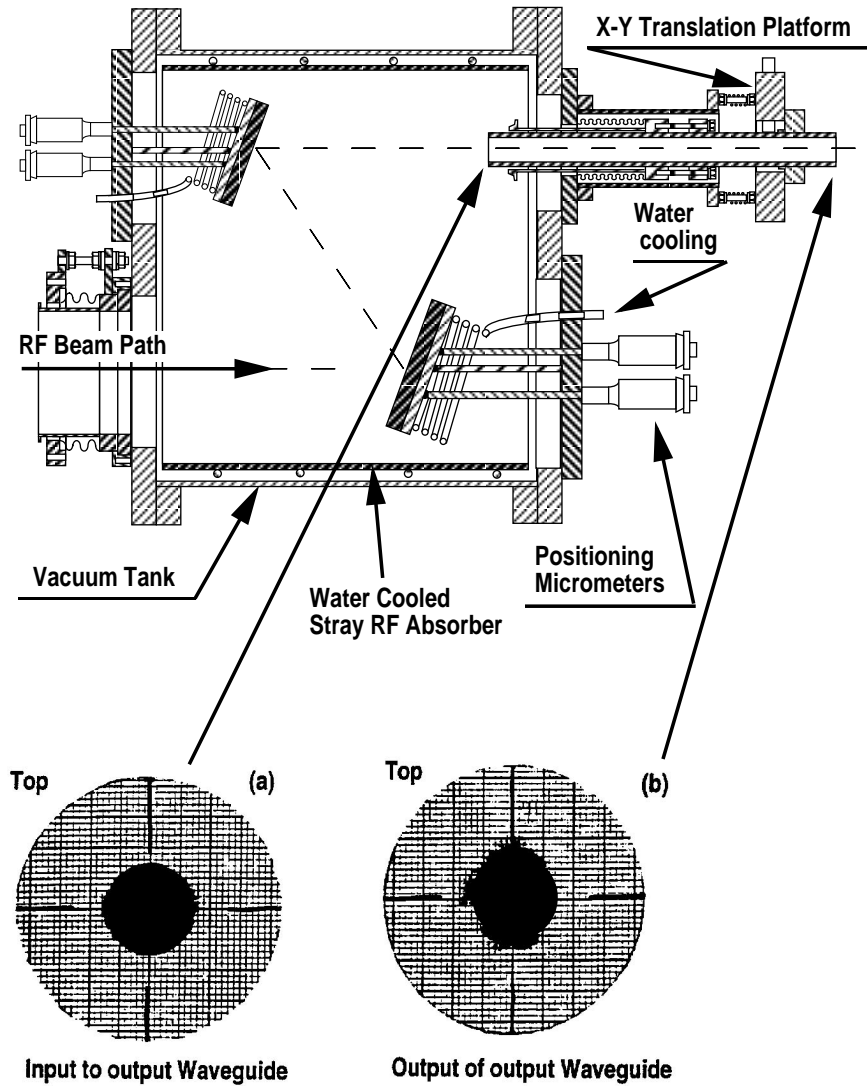 X-Y Translation Platform
Water
cooling
RF Beam Path
Vacuum Tank
Water Cooled
Stray RF Absorber
Positioning
Micrometers
Top
(a)
Top
(b)
Input to output Waveguide
Output of output Waveguide